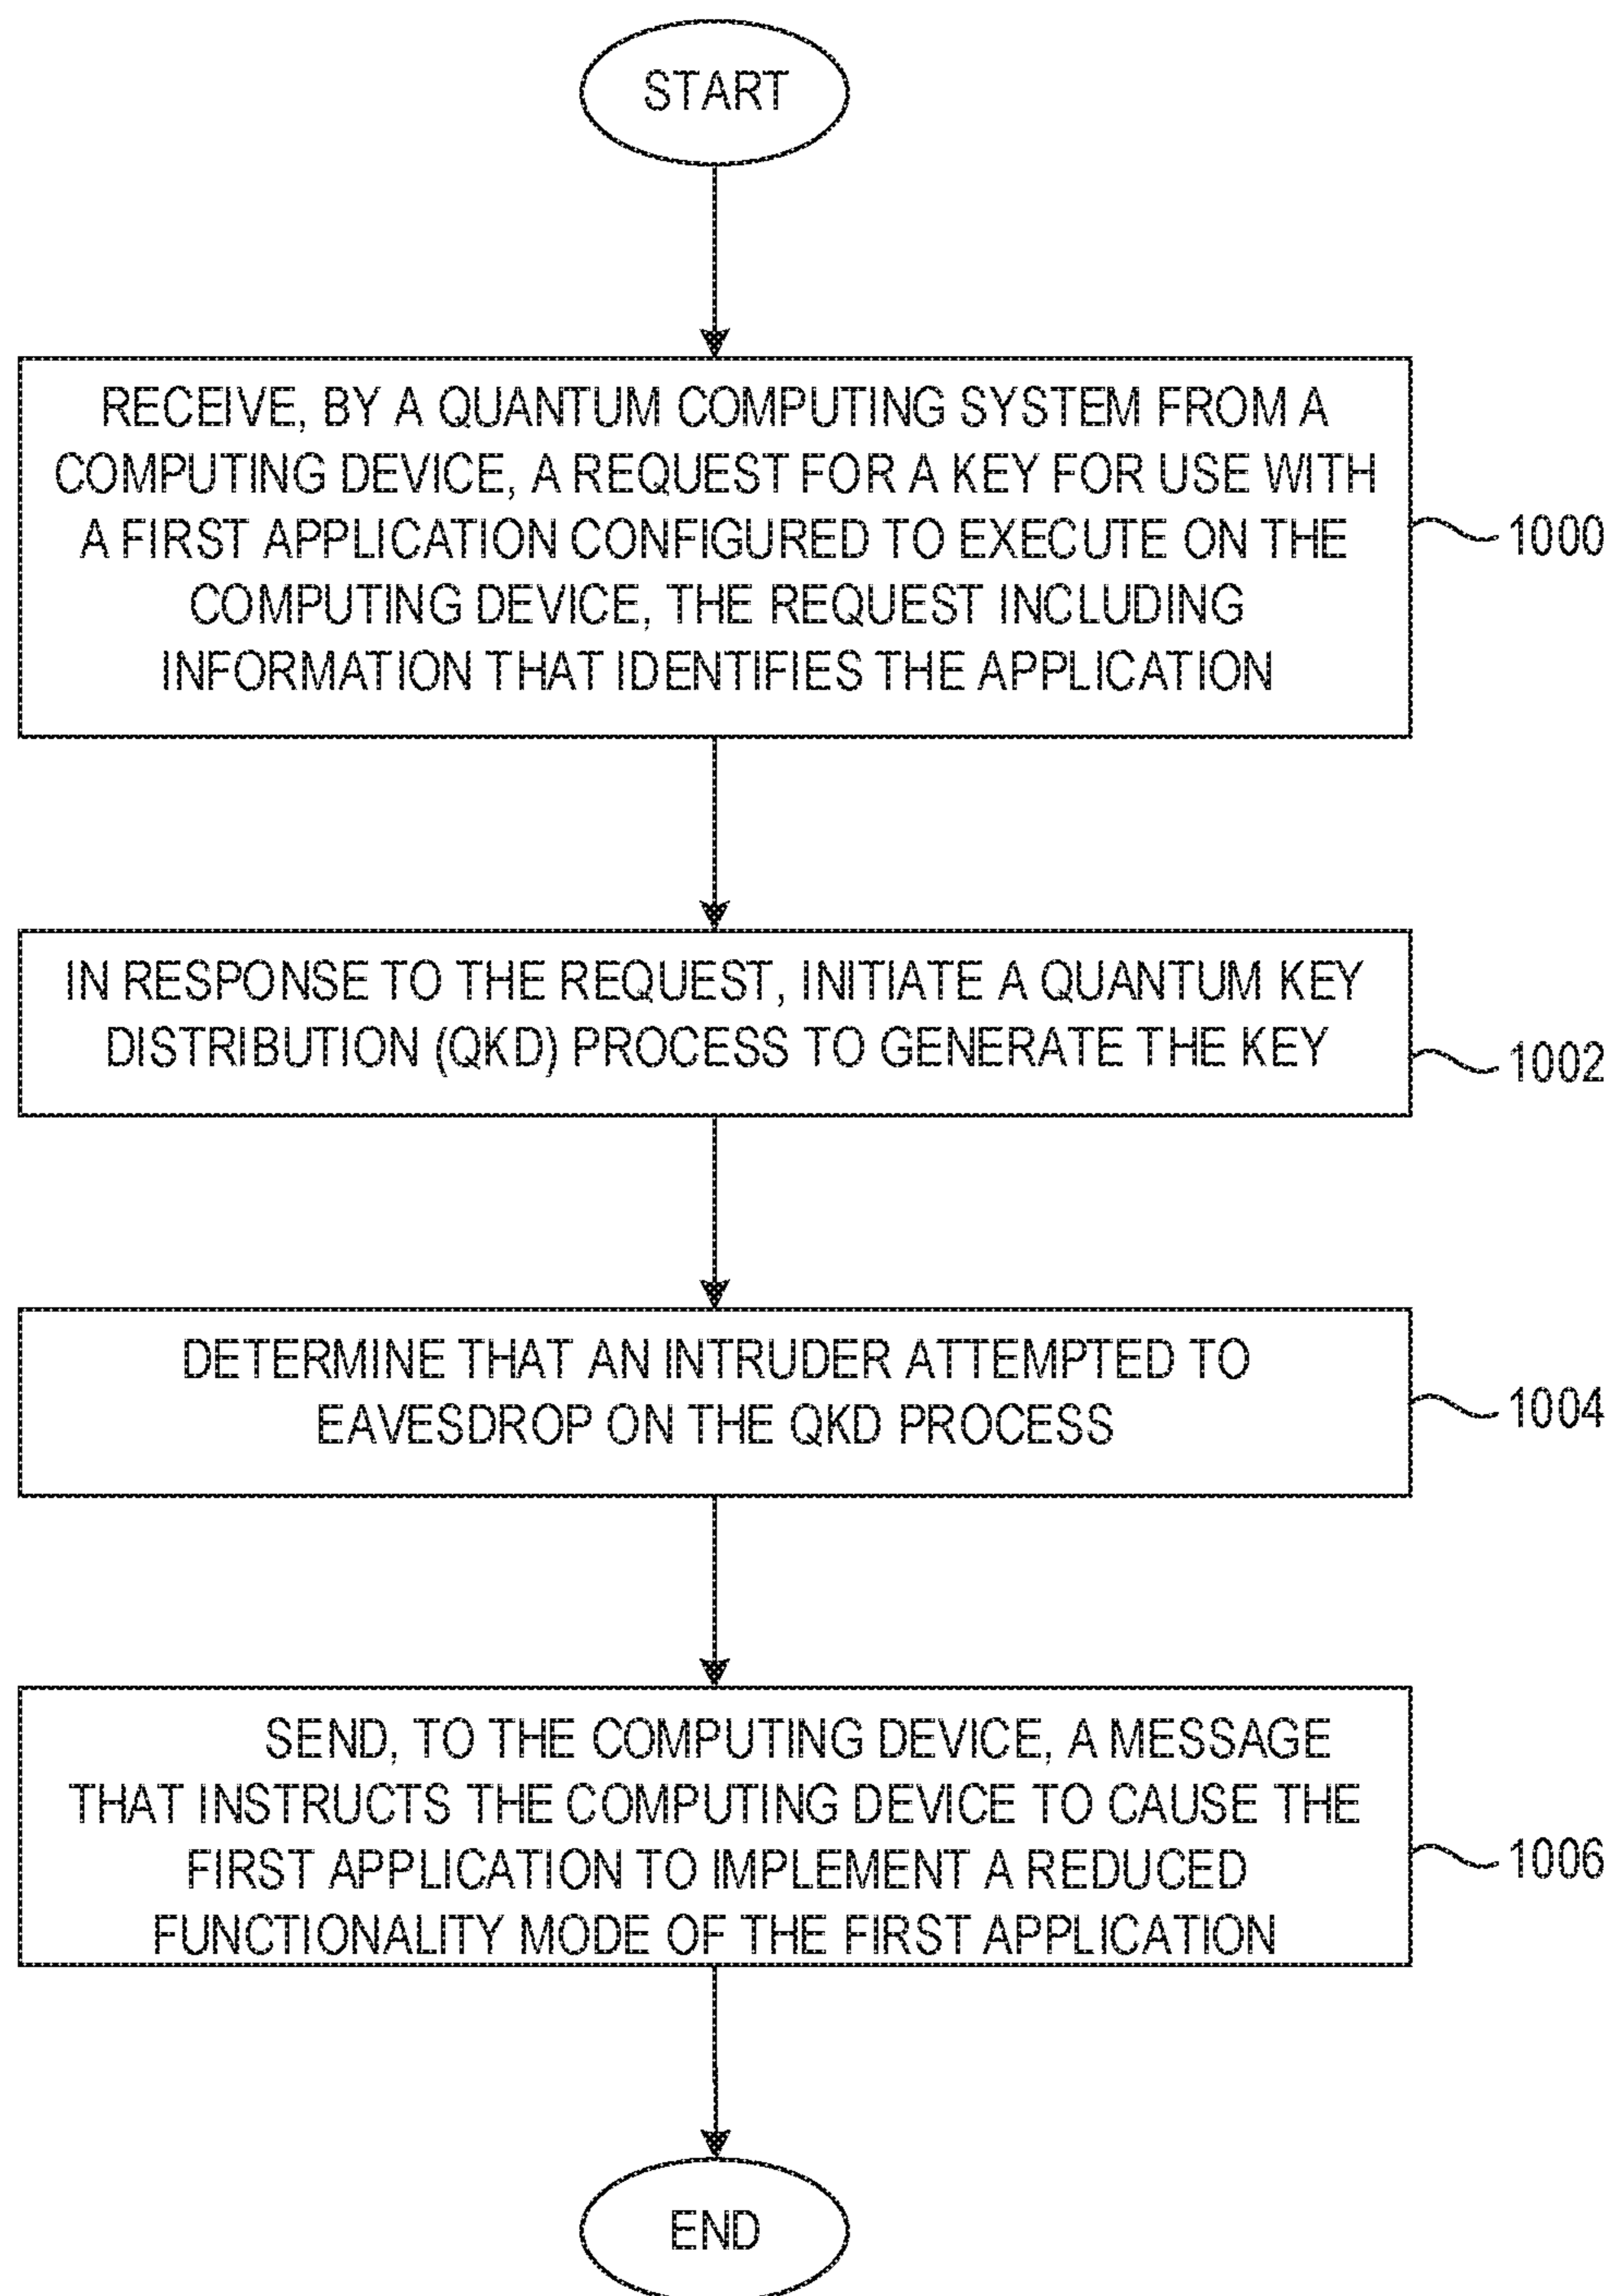 START
RECEIVE, BY A QUANTUM COMPUTING SYSTEM FROM A
COMPUTING DEVICE, A REQUEST FOR A KEY FOR USE WITH
A FIRST APPLICATION CONFIGURED TO EXECUTE ON THE
COMPUTING DEVICE, THE REQUEST INCLUDING
INFORMATION THAT IDENTIFIES THE APPLICATION
1000
IN RESPONSE TO THE REQUEST, INITIATE A QUANTUM KEY
DISTRIBUTION (QKD) PROCESS TO GENERATE THE KEY
1002
DETERMINE THAT AN INTRUDER ATTEMPTED TO
EAVESDROP ON THE QKD PROCESS
1004
SEND, TO THE COMPUTING DEVICE, A MESSAGE
THAT INSTRUCTS THE COMPUTING DEVICE TO CAUSE THE
FIRST APPLICATION TO IMPLEMENT A REDUCED
FUNCTIONALITY MODE OF THE FIRST APPLICATION
1006
END